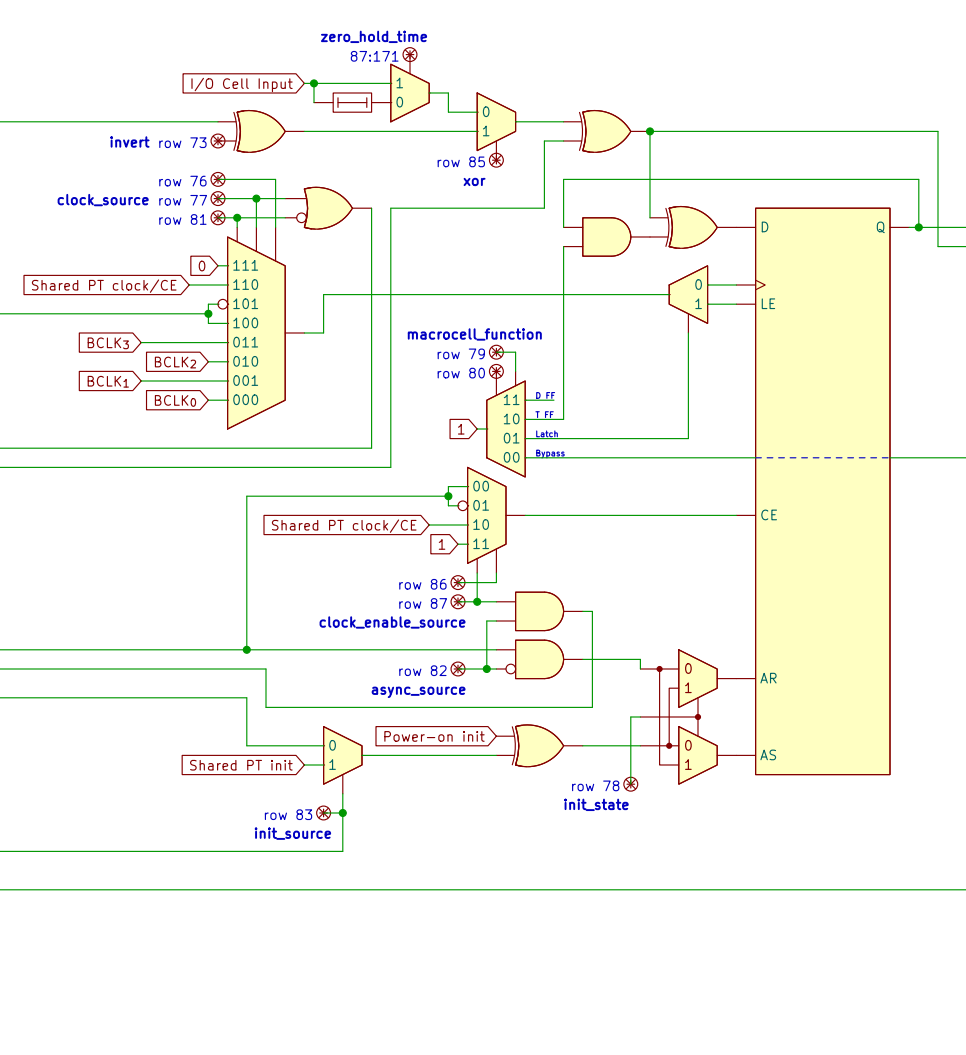 zero_hold_time
87:171
I/O Cell Input
1
0
0
1
invert row 73
row 85
xor
row 76
clock_source row 77
row 81
D
Q
0
111
Shared PT clock/CE
110
101
100
BCLK3
011
BCLK2
010
BCLK1
001
BCLK0
000
0
1
LE
macrocell_function
row 79
row 80
11
D FF
10
T FF
1
01
Latch
00
Bypass
00
01
Shared PT clock/CE
10
1
11
CE
row 86
row 87
clock_enable_source
row 82
async_source
0
1
AR
Power-on init
0
1
Shared PT init
0
1
AS
row 78
init_state
row 83
init_source